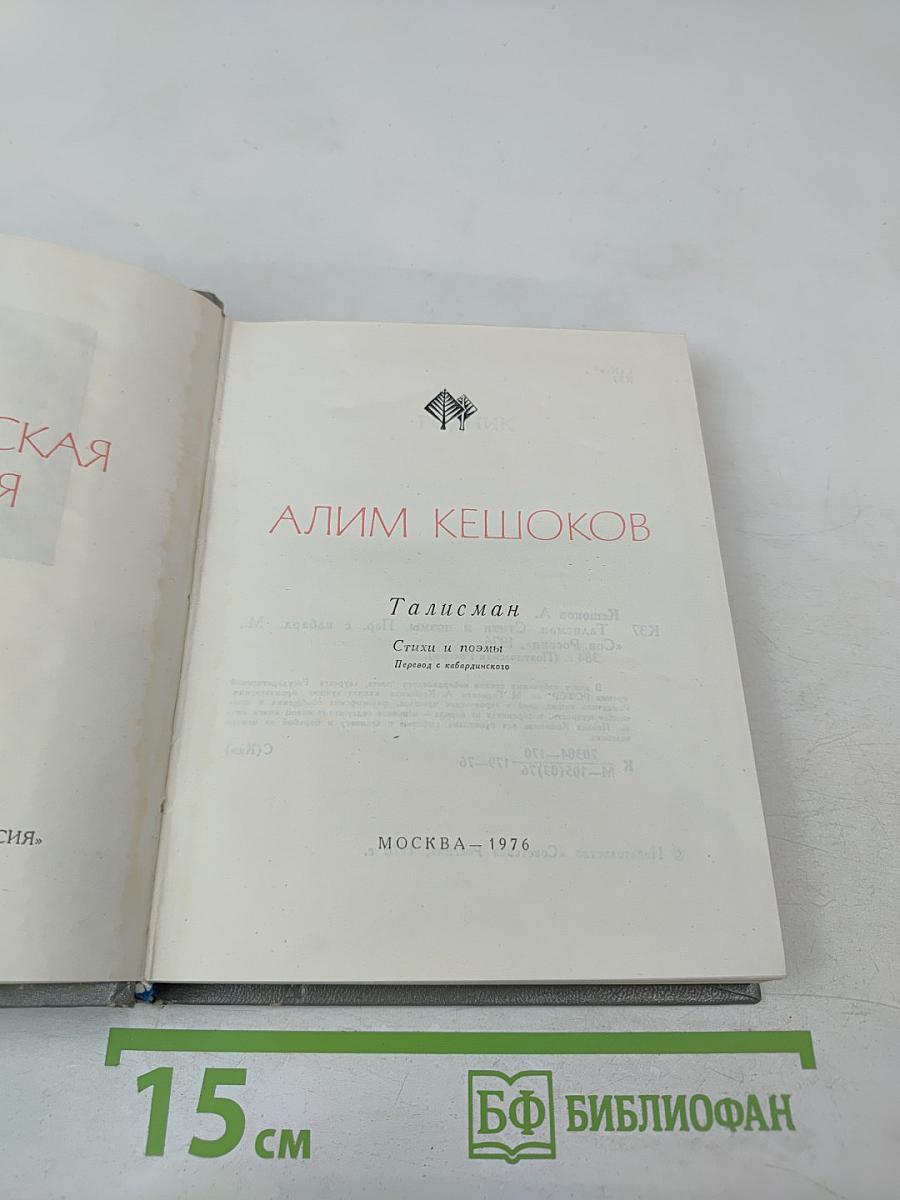 СКАЯ
Я
СИЯ»
АЛИМ КЕШОКОВ
Талисман
Стихи и поэмы
Перевод с кабардинского
МОСКВА—1976
15 см
БФ БИБЛИОФАН